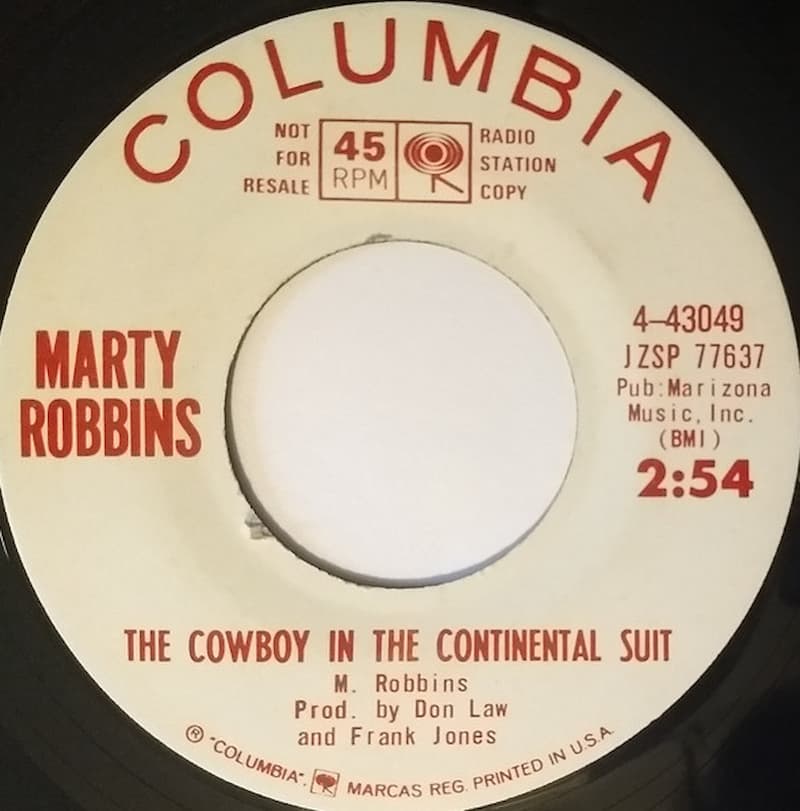 COLUMBIA
NOT
FOR
RESALE
45
RPM
RADIO
STATION
COPY
MARTY
ROBBINS
4–43049
JZSP 77637
Pub:Marizona
Music, Inc.
(BMI)
2:54
THE COWBOY IN THE CONTINENTAL SUIT
M. Robbins
Prod. by Don Law
and Frank Jones
® "COLUMBIA", MARCAS REG. PRINTED IN U.S.A.